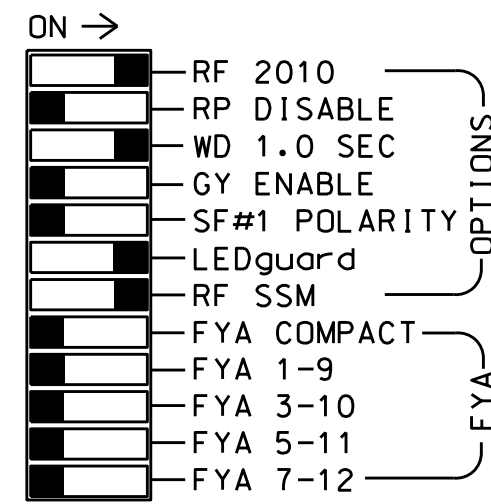 ON →
RF 2010
RP DISABLE
WD 1.0 SEC
GY ENABLE
SF#1 POLARITY
LEDguard
RF SSM
FYA COMPACT
FYA 1-9
FYA 3-10
FYA 5-11
FYA 7-12
OPTIONS
FYA